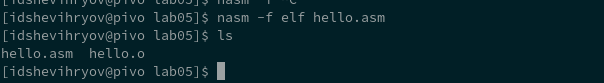 [idshevihryov@pivo lab05]$ nasm -f -c
[idshevihryov@pivo lab05]$ nasm -f elf hello.asm
[idshevihryov@pivo lab05]$ ls
hello.asm  hello.o
[idshevihryov@pivo lab05]$